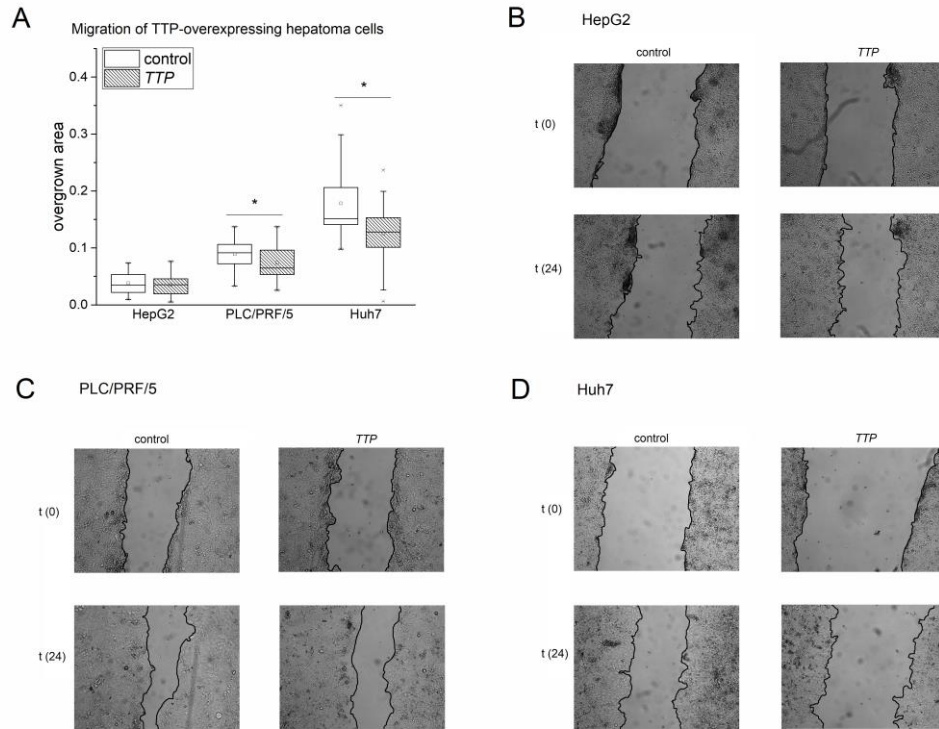 A
Migration of TTP-overexpressing hepatoma cells
control
TTP
*
*
overgrown area
0.4
0.3
0.2
0.1
0.0
HepG2
PLC/PRF/5
Huh7
B
HepG2
control
TTP
t (0)
t (24)
C
PLC/PRF/5
control
TTP
t (0)
t (24)
D
Huh7
control
TTP
t (0)
t (24)